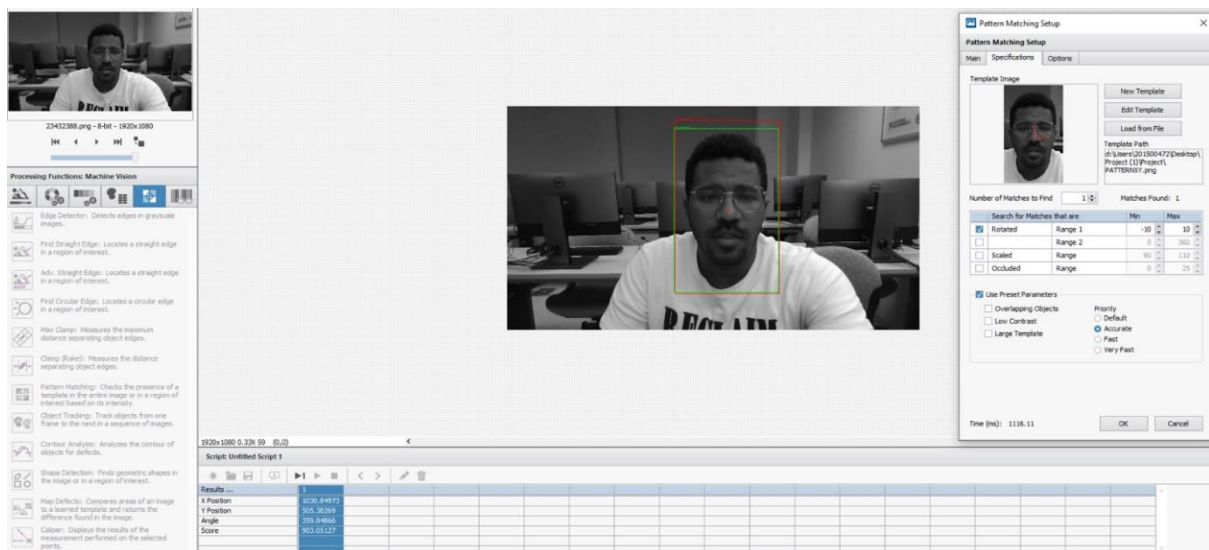 23432388.png - 8-bit - 1920x1080
Processing Functions: Machine Vision
Edge Detector: Detects edges in grayscale
images.
Find Straight Edge: Locates a straight edge
in a region of interest.
Adv. Straight Edge: Locates a straight edge
in a region of interest.
Find Circular Edge: Locates a circular edge
in a region of interest.
Max Clamp: Measures the maximum
distance separating object edges.
Clamp (Rake): Measures the distance
separating object edges.
Pattern Matching: Checks the presence of a
template in the entire image or in a region of
interest based on its intensity.
Object Tracking: Track objects from one
frame to the next in a sequence of images.
Contour Analysis: Analyzes the contour of
objects for defects.
Shape Detection: Finds geometric shapes in
the image or in a region of interest.
Map Defects: Compares areas of an image
to a learned template and returns the
difference found in the image.
Caliper: Displays the results of the
measurement performed on the selected
points.
RECLAIM
1920x1080 0.33X 59 (0,0)
Script: Untitled Script 1
Results ... 1
X Position 1030.84973
Y Position 505.38269
Angle 359.84866
Score 903.05127
Pattern Matching Setup
Pattern Matching Setup
Main Specifications Options
Template Image
New Template
Edit Template
Load from File
Template Path
d:\Users\201500472\Desktop\
Project (1)\Project\
PATTERNXY.png
Number of Matches to Find 1 Matches Found: 1
Search for Matches that are Min Max
Rotated Range 1 -10 10
Range 2 0 360
Scaled Range 90 110
Occluded Range 0 25
Use Preset Parameters
Overlapping Objects
Low Contrast
Large Template
Priority
Default
Accurate
Fast
Very Fast
Time (ms): 1116.11 OK Cancel